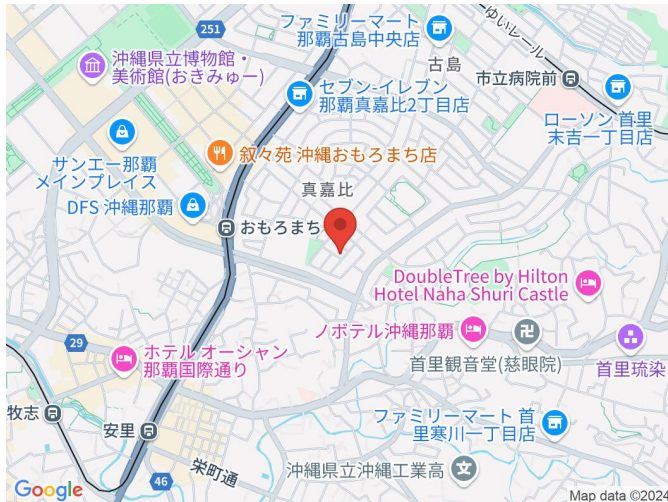 251
ファミリーマート
那覇古島中央店
ゆいレール
沖縄県立博物館・
美術館(おきみゅー)
古島
市立病院前
セブン-イレブン
那覇真嘉比2丁目店
ローソン 首里
末吉一丁目店
サンエー那覇
メインプレイス
叙々苑 沖縄おもろまち店
真嘉比
DFS 沖縄那覇
おもろまち
DoubleTree by Hilton
Hotel Naha Shuri Castle
ノボテル沖縄那覇
29
ホテル オーシャン
那覇国際通り
首里観音堂(慈眼院)
首里琉染
牧志
安里
ファミリーマート 首
里寒川一丁目店
栄町通
46
沖縄県立沖縄工業高
Google
Map data ©2024